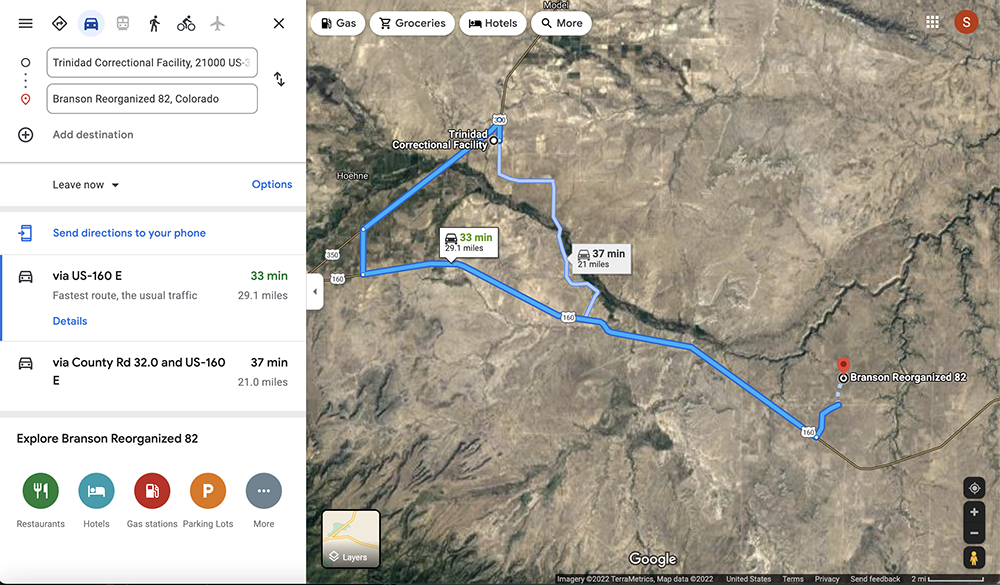 Trinidad Correctional Facility, 21000 US-3
Branson Reorganized 82, Colorado
Add destination
Leave now
Options
Send directions to your phone
via US-160 E
33 min
Fastest route, the usual traffic
29.1 miles
Details
via County Rd 32.0 and US-160
E
37 min
21.0 miles
Explore Branson Reorganized 82
Restaurants
Hotels
Gas stations
P
Parking Lots
More
Gas
Groceries
Hotels
More
S
Model
Trinidad
Correctional Facility
Hoehne
350
160
33 min
29.1 miles
37 min
21 miles
160
Branson Reorganized 82
160
Layers
Google
Imagery ©2022 TerraMetrics, Map data ©2022
United States
Terms
Privacy
Send feedback
2 mi